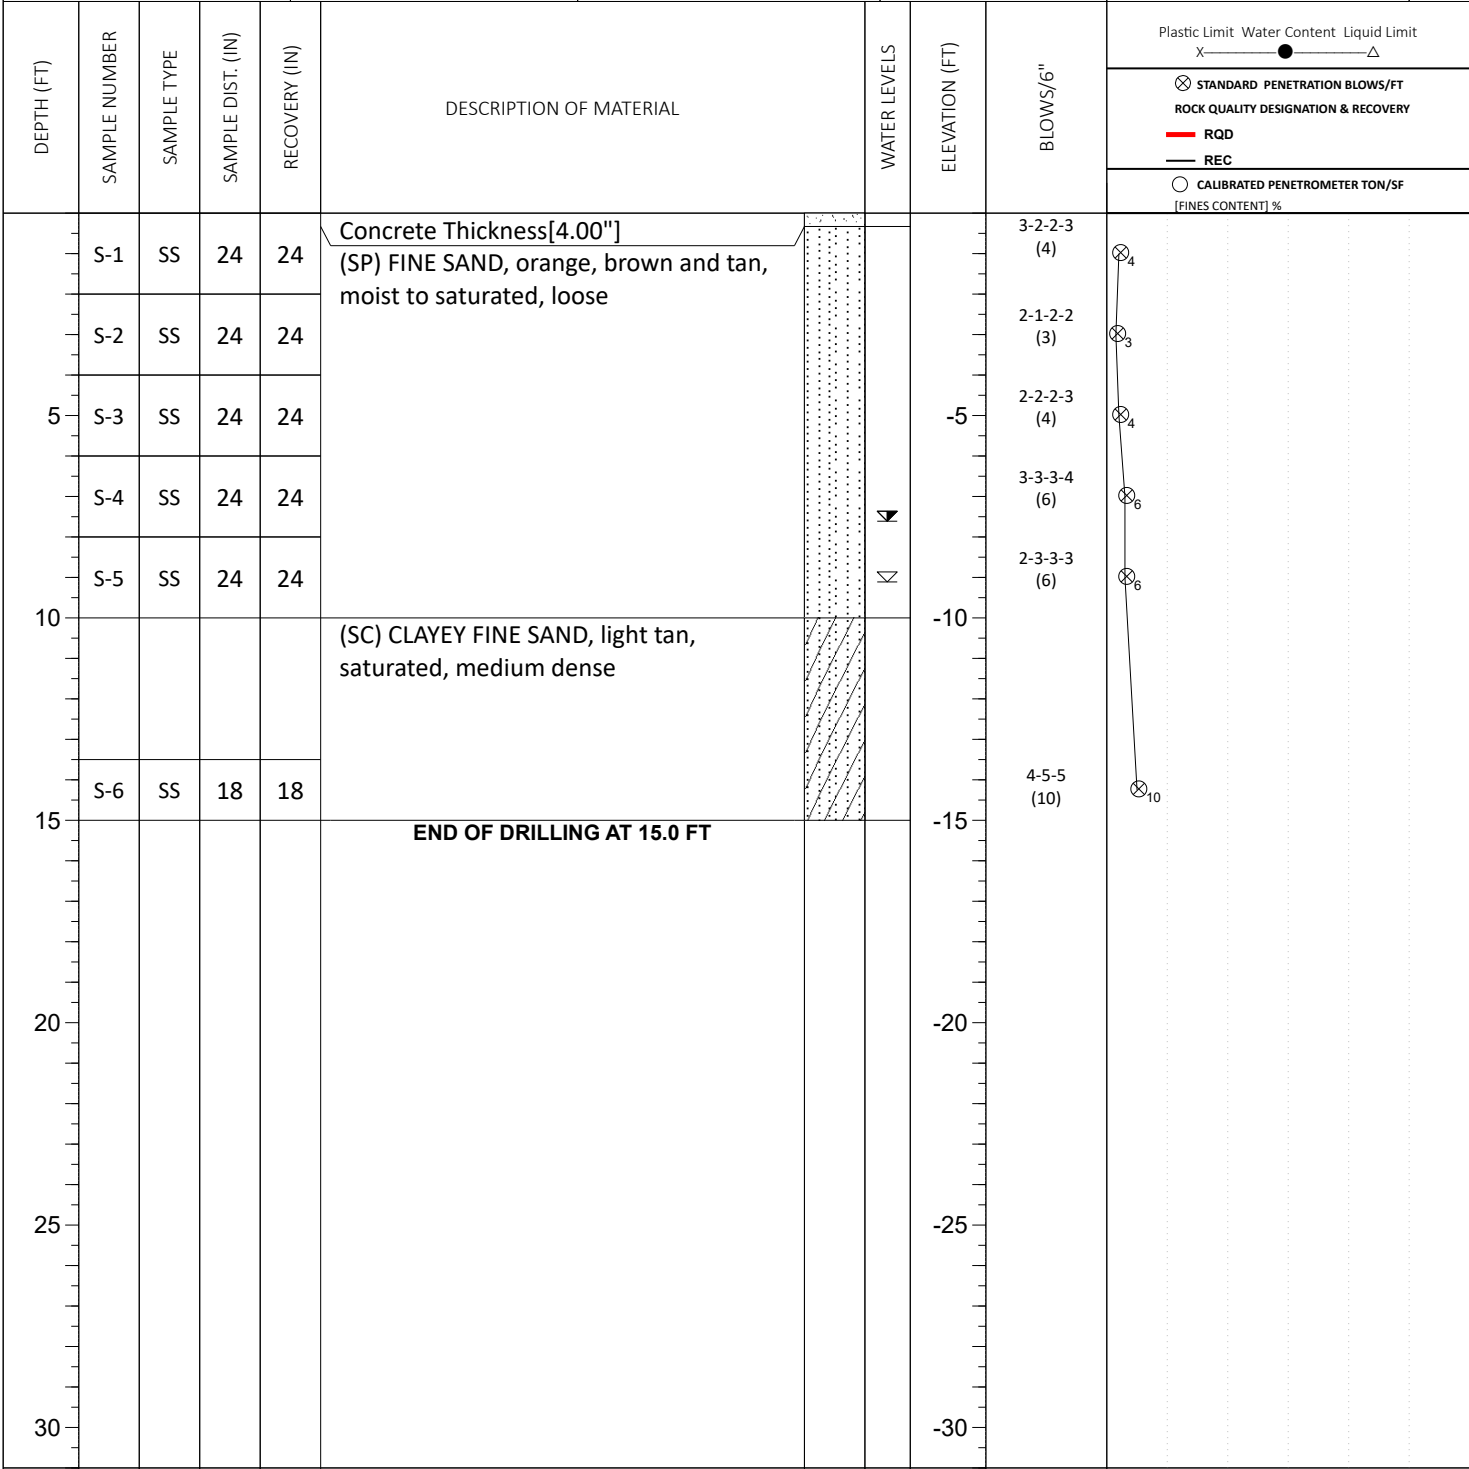 DEPTH (FT)
SAMPLE NUMBER
SAMPLE TYPE
SAMPLE DIST. (IN)
RECOVERY (IN)
DESCRIPTION OF MATERIAL
WATER LEVELS
ELEVATION (FT)
BLOWS/6"
Plastic Limit Water Content Liquid Limit
X
STANDARD PENETRATION BLOWS/FT
ROCK QUALITY DESIGNATION & RECOVERY
RQD
REC
CALIBRATED PENETROMETER TON/SF
[FINES CONTENT] %
Concrete Thickness[4.00"]
3-2-2-3
S-1 SS 24 24
(4)
4
(SP) FINE SAND, orange, brown and tan,
moist to saturated, loose
2-1-2-2
S-2 SS 24 24
(3)
3
2-2-2-3
5 S-3 SS 24 24
-5
(4)
4
3-3-3-4
S-4 SS 24 24
(6)
6
2-3-3-3
S-5 SS 24 24
(6)
6
10
-10
(SC) CLAYEY FINE SAND, light tan,
saturated, medium dense
4-5-5
S-6 SS 18 18
(10)
10
15
-15
END OF DRILLING AT 15.0 FT
20
-20
25
-25
30
-30